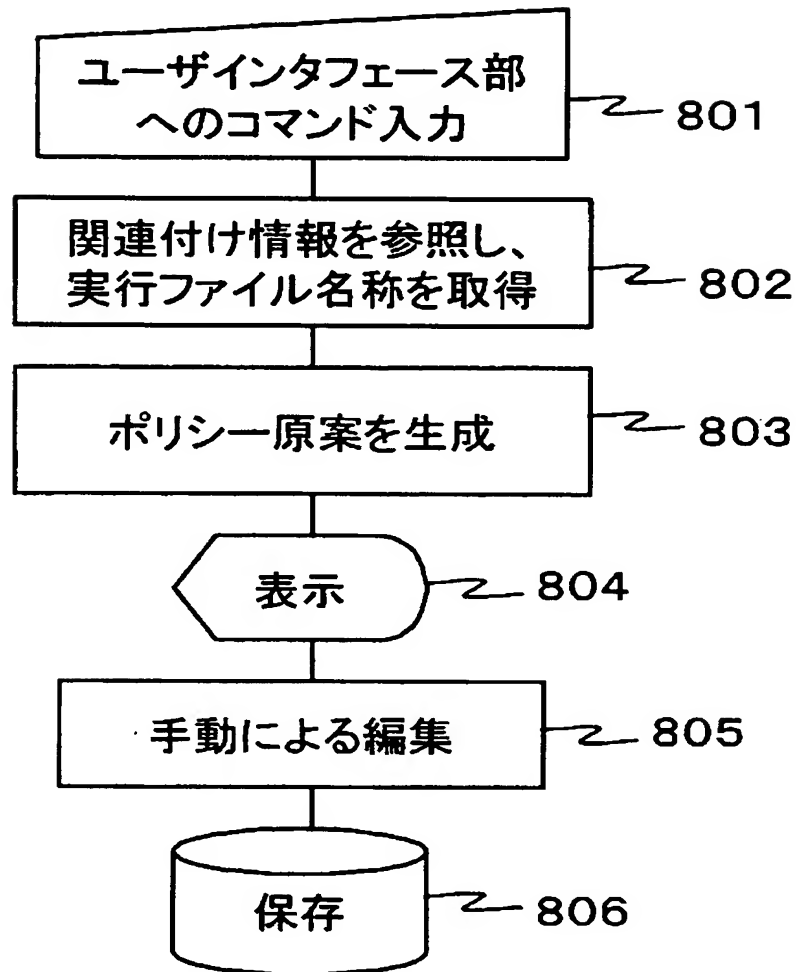 ユーザインタフェース部
へのコマンド入力
801
関連付け情報を参照し、
実行ファイル名称を取得
802
ポリシー原案を生成
803
表示
804
手動による編集
805
保存
806